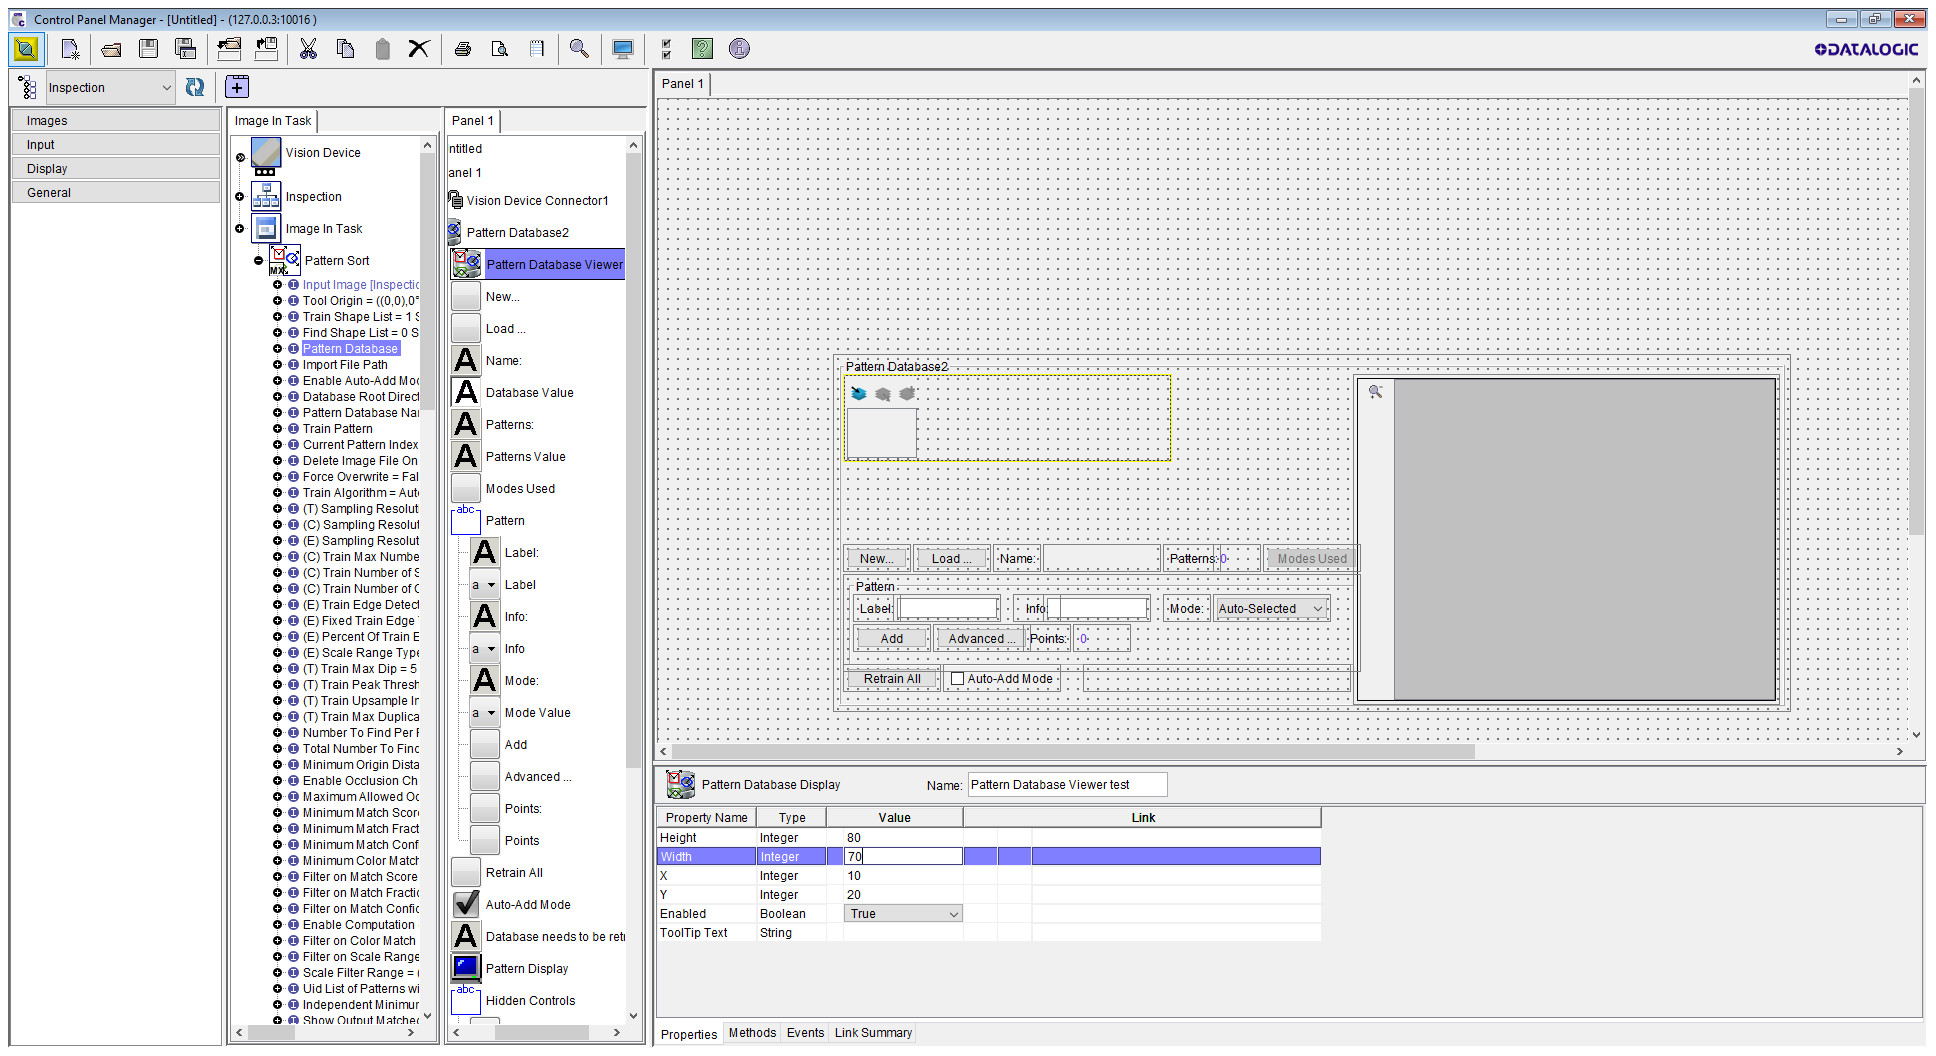 Control Panel Manager - [Untitled] - (127.0.0.3:10016 )
DATALOGIC
Inspection
Images
Input
Display
General
Image In Task
Vision Device
Inspection
Image In Task
Pattern Sort
MX
Input Image [Inspectio
Tool Origin = ((0,0),0°
Train Shape List = 1 S
Find Shape List = 0 S
Pattern Database
Import File Path
Enable Auto-Add Mod
Database Root Direct
Pattern Database Nar
Train Pattern
Current Pattern Index
Delete Image File On
Force Overwrite = Fal
Train Algorithm = Auto
(T) Sampling Resolut
(C) Sampling Resolu
(E) Sampling Resolut
(C) Train Max Numbe
(C) Train Number of S
(C) Train Number of C
(E) Train Edge Detect
(E) Fixed Train Edge
(E) Percent Of Train E
(E) Scale Range Type
(T) Train Max Dip = 5
(T) Train Peak Thresh
(T) Train Upsample Ir
(T) Train Max Duplica
Number To Find Per F
Total Number To Find
Minimum Origin Dista
Enable Occlusion Ch
Maximum Allowed Oc
Minimum Match Score
Minimum Match Fract
Minimum Match Conf
Minimum Color Match
Filter on Match Score
Filter on Match Fractio
Filter on Match Confic
Enable Computation
Filter on Color Match
Filter on Scale Range
Scale Filter Range = (
Uid List of Patterns wi
Independent Minimur
Show Output Matched
Panel 1
ntitled
anel 1
Vision Device Connector1
Pattern Database2
Pattern Database Viewer
New...
Load ...
A Name:
A Database Value
A Patterns:
A Patterns Value
Modes Used
abc Pattern
A Label:
a Label
A Info:
a Info
A Mode:
a Mode Value
Add
Advanced ...
Points:
Points
Retrain All
Auto-Add Mode
A Database needs to be retr
Pattern Display
abc Hidden Controls
Panel 1
Pattern Database2
New... Load ... Name: Patterns: 0 Modes Used
Pattern
Label: Info: Mode: Auto-Selected
Add Advanced ... Points: 0
Retrain All Auto-Add Mode
Pattern Database Display Name: Pattern Database Viewer test
Property Name Type Value Link
Height Integer 80
Width Integer 70
X Integer 10
Y Integer 20
Enabled Boolean True
ToolTip Text String
Properties Methods Events Link Summary